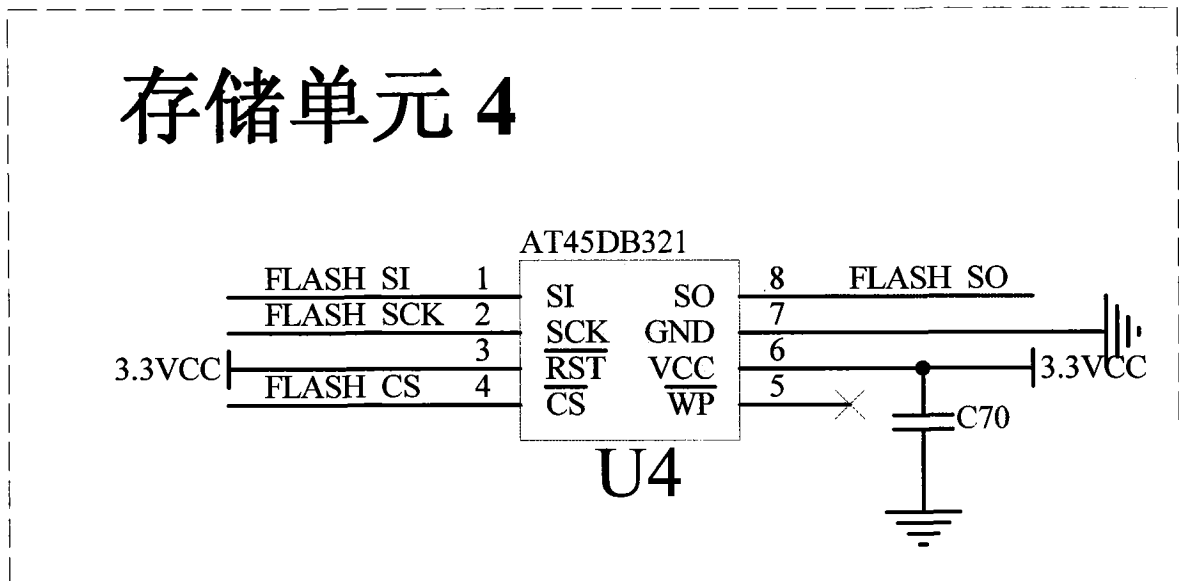 存储单元 4
AT45DB321
FLASH SI 1 SI SO 8 FLASH SO
FLASH SCK 2 SCK GND 7
3.3VCC 3 RST VCC 6 3.3VCC
FLASH CS 4 CS WP 5
C70
U4